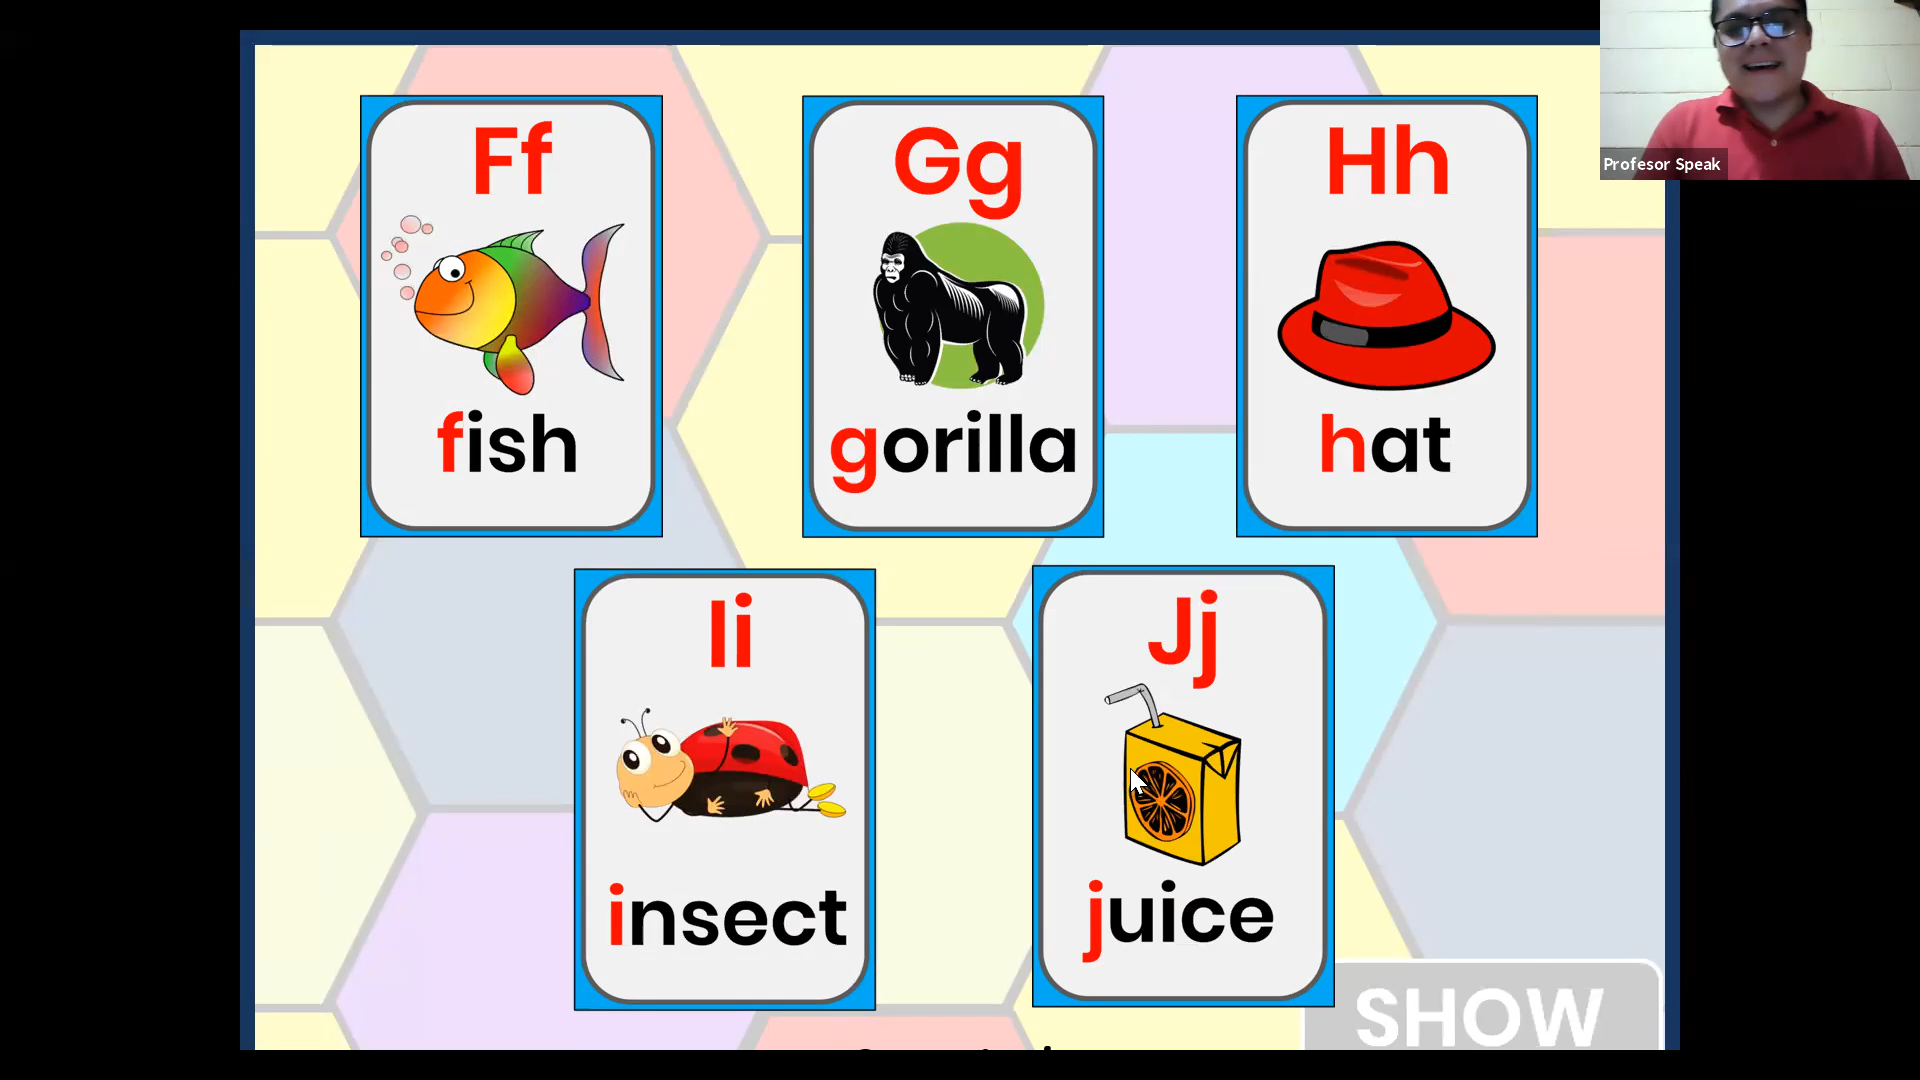 Ff
Gg
Hh
Profesor Speak
fish
gorilla
hat
Ii
Jj
insect
juice
SHOW